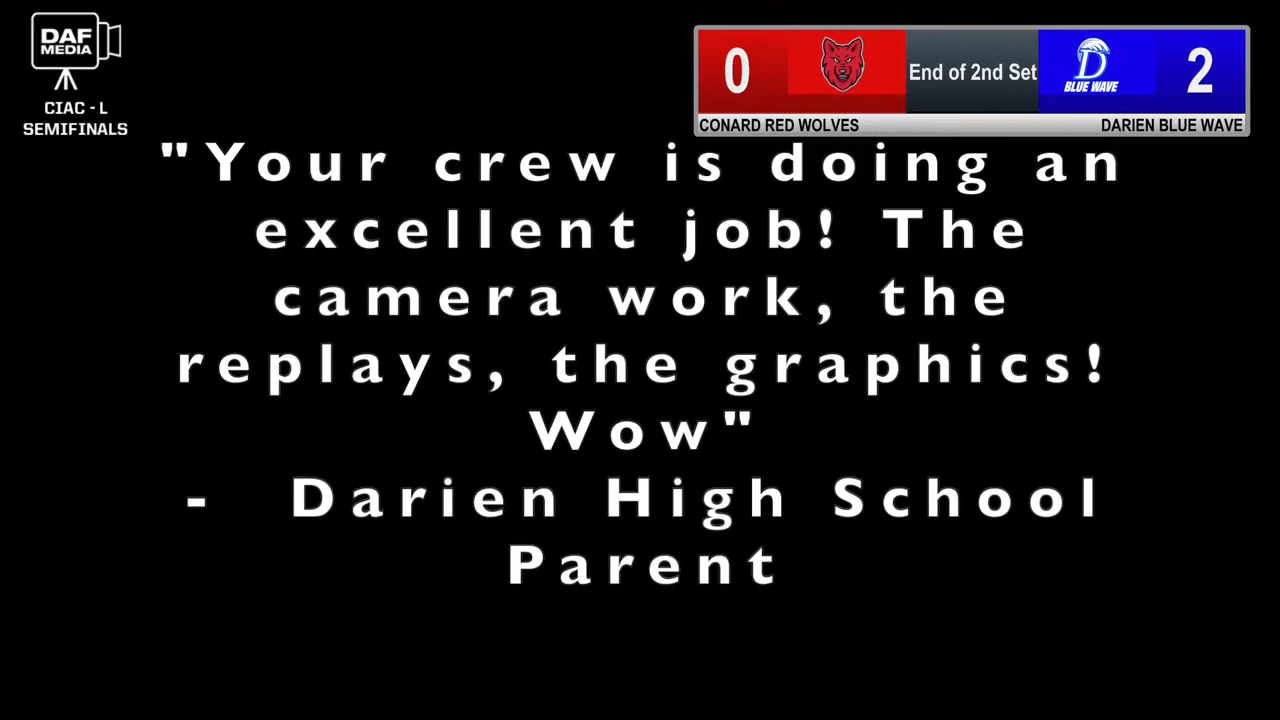 DAF
MEDIA
CIAC - L
SEMIFINALS
0
End of 2nd Set
D
BLUE WAVE
2
CONARD RED WOLVES
DARIEN BLUE WAVE
"Your crew is doing an
excellent job! The
camera work, the
replays, the graphics!
Wow"
- Darien High School
Parent